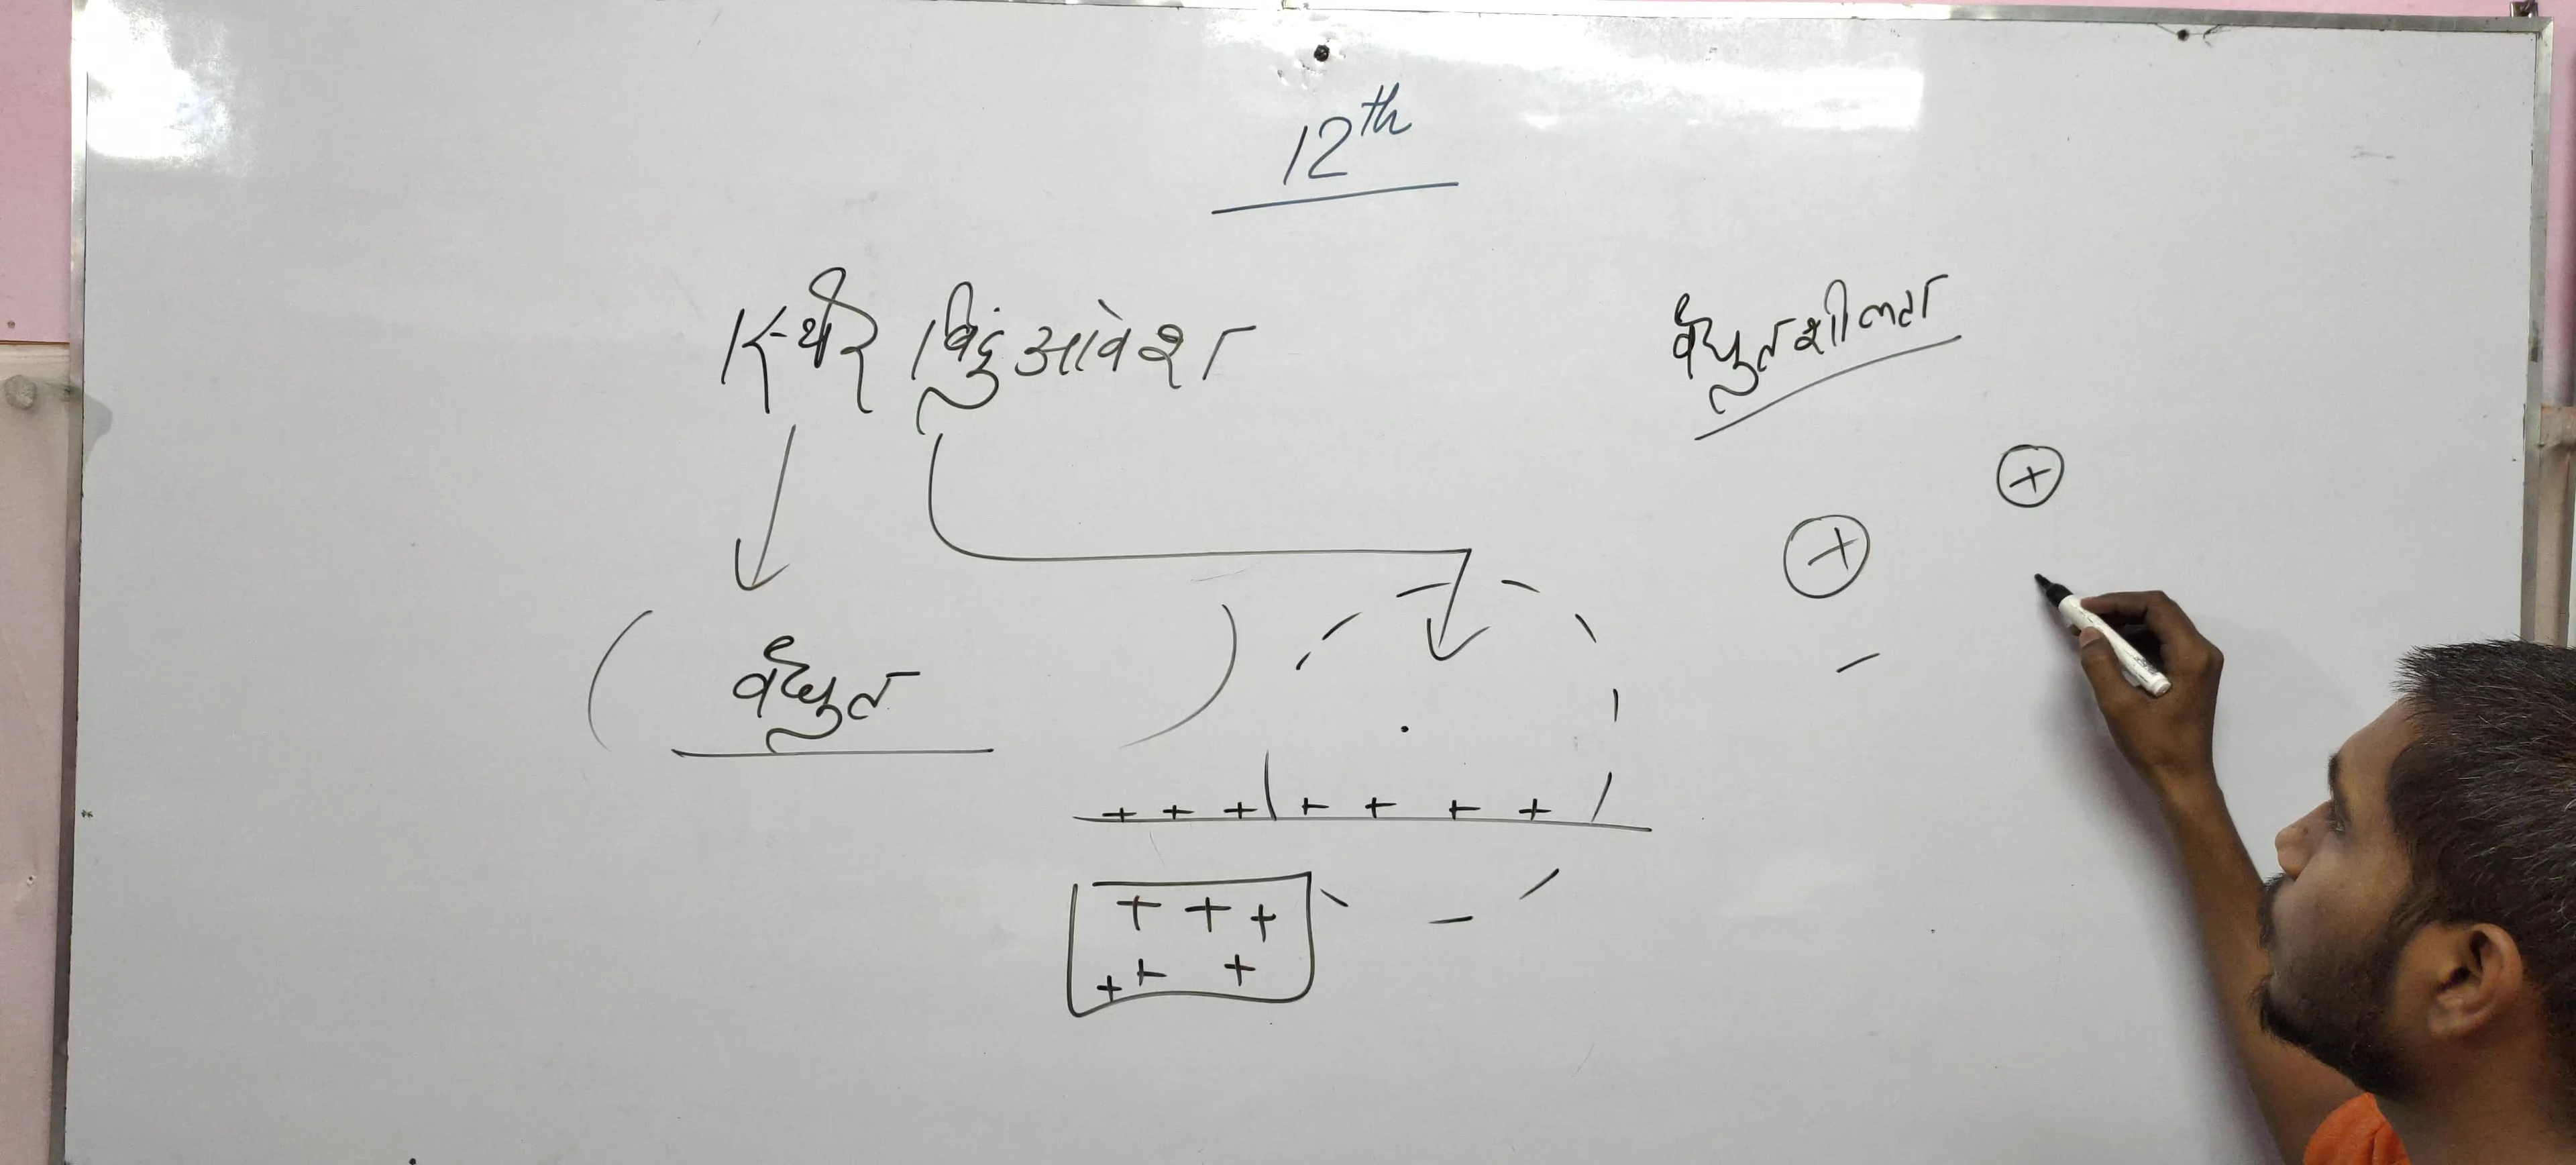 12th
स्थिर बिंदु आवेश
वैद्युतशीलता
+
+
वैद्युत
-
+ + + + + + +
+ + +
+ + +